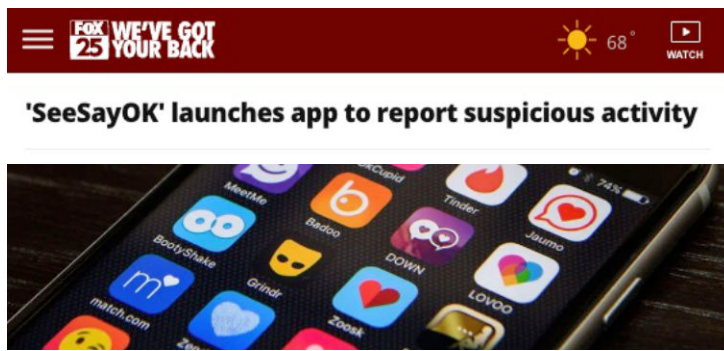 FOX 25 WE'VE GOT YOUR BACK
68°
WATCH
'SeeSayOK' launches app to report suspicious activity
MeetMe
kCupid
Tinder
74%
BootyShake
Badoo
DOWN
Jaumo
match.com
Grindr
Zoosk
LOVOO